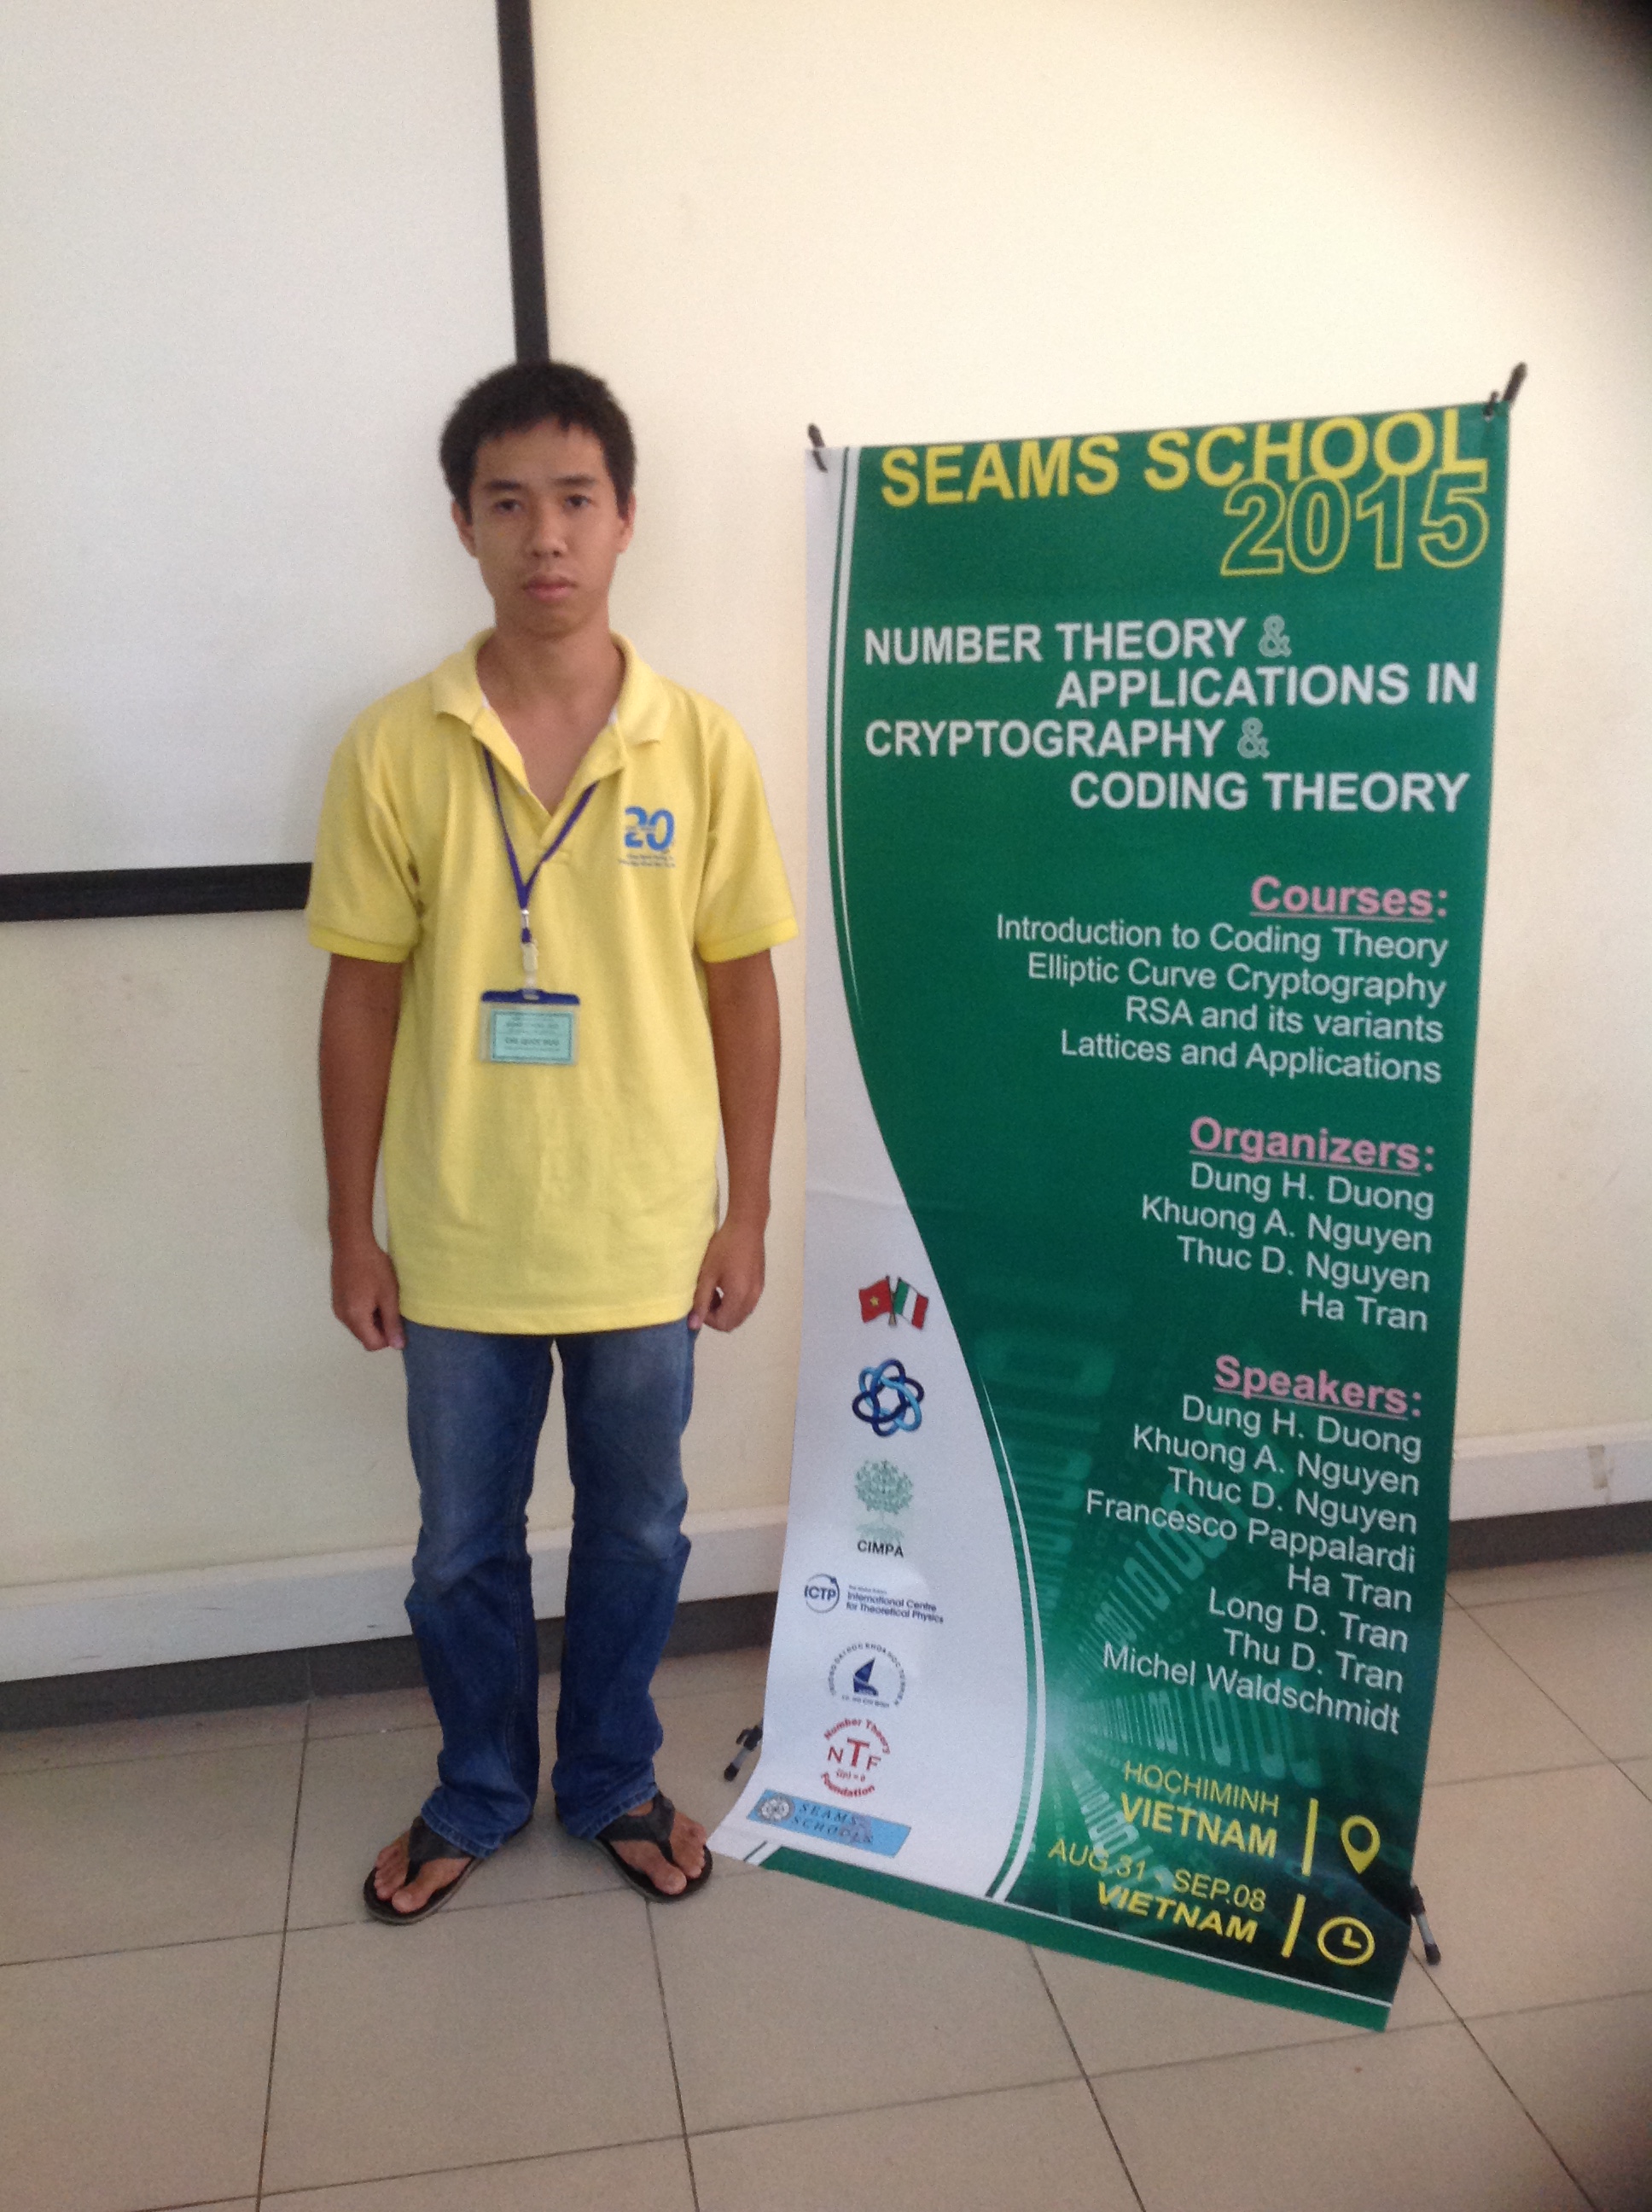 SEAMS SCHOOL
2015
NUMBER THEORY &
APPLICATIONS IN
CRYPTOGRAPHY &
CODING THEORY
Courses:
Introduction to Coding Theory
Elliptic Curve Cryptography
RSA and its variants
Lattices and Applications
Organizers:
Dung H. Duong
Khuong A. Nguyen
Thuc D. Nguyen
Ha Tran
Speakers:
Dung H. Duong
Khuong A. Nguyen
Thuc D. Nguyen
Francesco Pappalardi
Ha Tran
Long D. Tran
Thu D. Tran
Michel Waldschmidt
HOCHIMINH
VIETNAM
AUG.31 - SEP.08
VIETNAM
CIMPA
ICTP
International Centre
for Theoretical Physics
Number Theory
NTF
Foundation
SEAMS
SCHOOLS
20